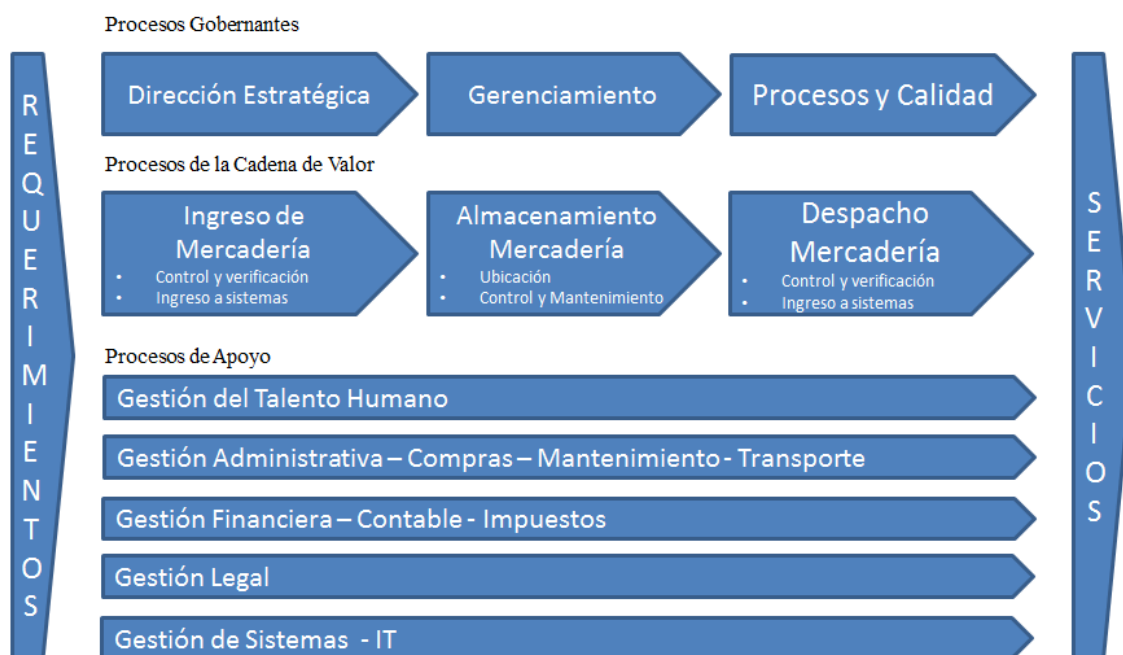 Procesos Gobernantes
REQUERIMIENTOS
Dirección Estratégica
Gerenciamiento
Procesos y Calidad
Procesos de la Cadena de Valor
Ingreso de
Mercadería
• Control y verificación
• Ingreso a sistemas
Almacenamiento
Mercadería
• Ubicación
• Control y Mantenimiento
Despacho
Mercadería
• Control y verificación
• Ingreso a sistemas
Procesos de Apoyo
Gestión del Talento Humano
Gestión Administrativa – Compras – Mantenimiento - Transporte
Gestión Financiera – Contable - Impuestos
Gestión Legal
Gestión de Sistemas - IT
SERVICIOS